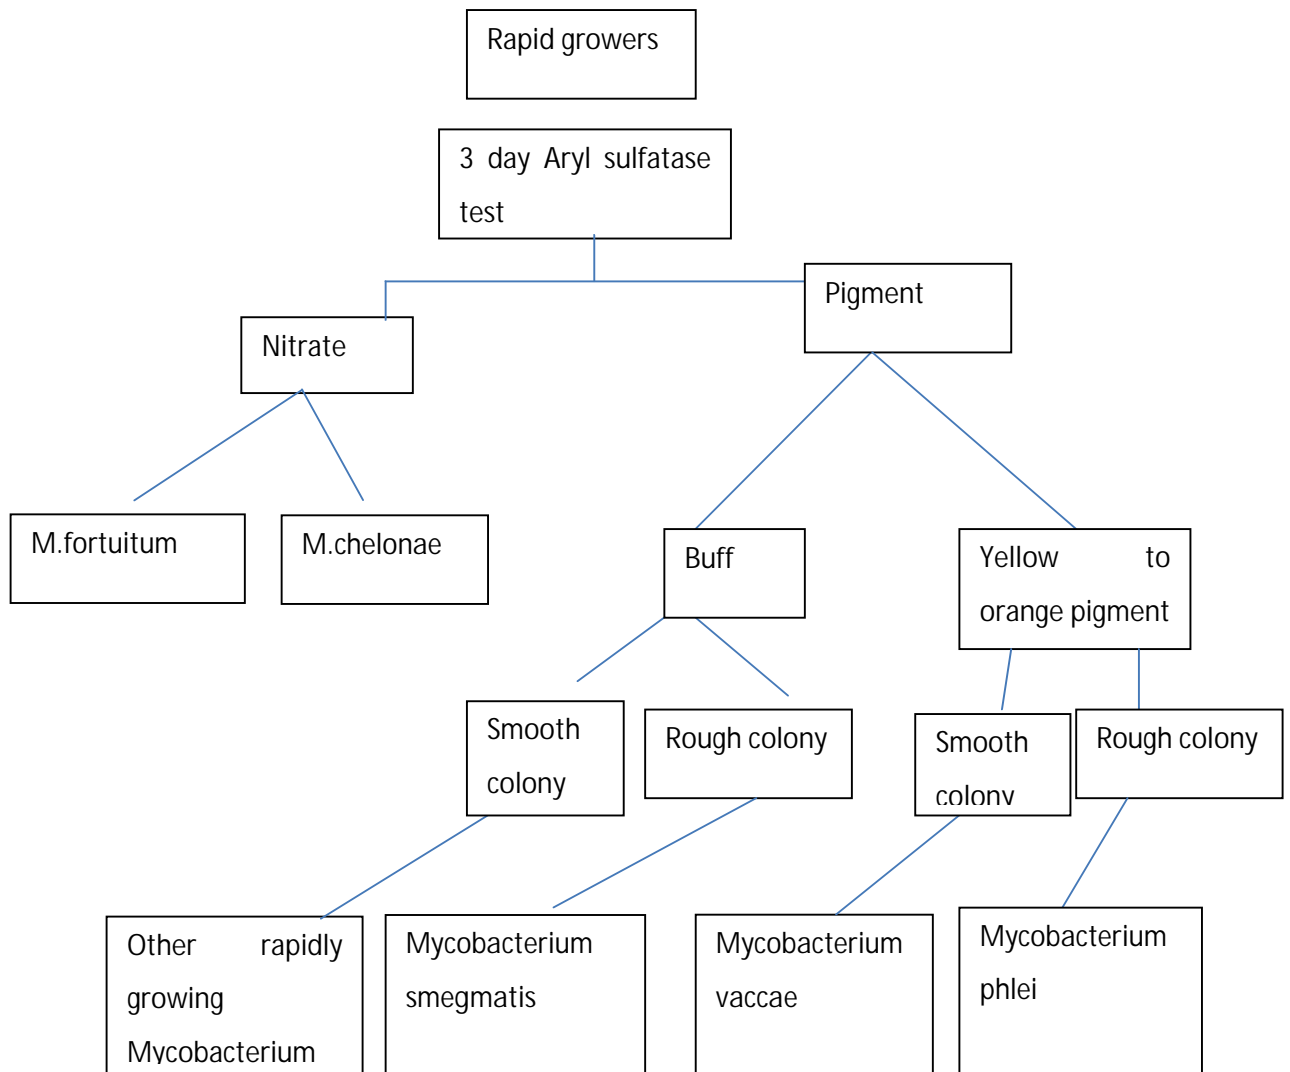 Rapid growers
3 day Aryl sulfatase
test
Pigment
Nitrate
M.fortuitum
M.chelonae
Buff
Yellow to
orange pigment
Smooth
colony
Rough colony
Smooth
colony
Rough colony
Other rapidly
growing
Mycobacterium
Mycobacterium
smegmatis
Mycobacterium
vaccae
Mycobacterium
phlei